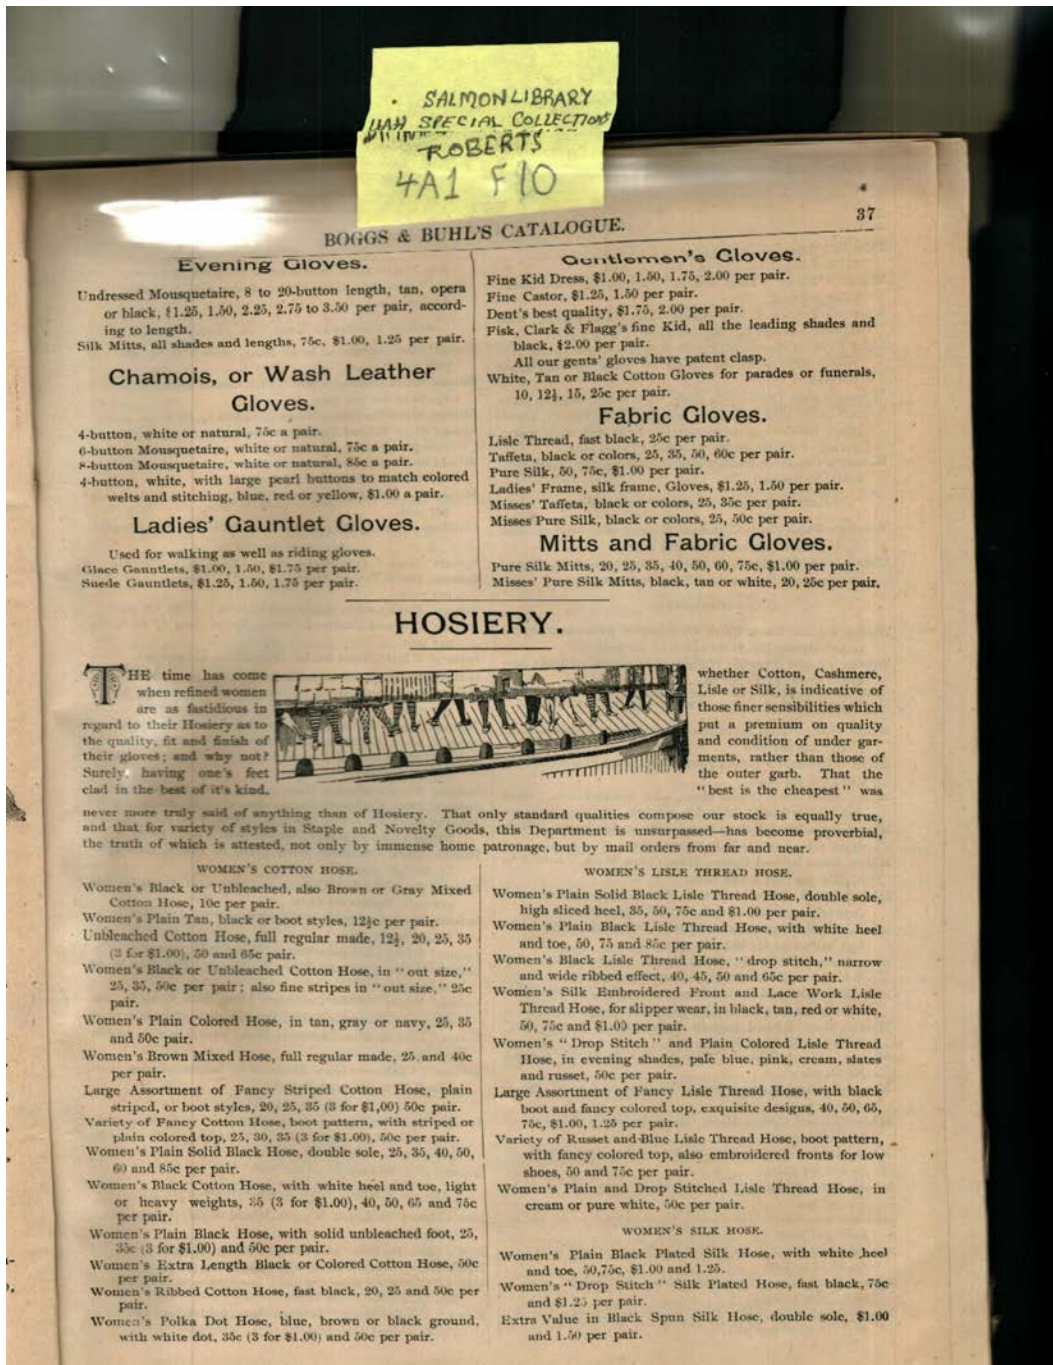 SALMON LIBRARY
UAH SPECIAL COLLECTIONS
ROBERTS
4A1 F10
37
BOGGS & BUHL'S CATALOGUE.
Evening Gloves.
Undressed Mousquetaire, 8 to 20-button length, tan, opera
or black, $1.25, 1.50, 2.25, 2.75 to 3.50 per pair, accord-
ing to length.
Silk Mitts, all shades and lengths, 75c, $1.00, 1.25 per pair.
Chamois, or Wash Leather
Gloves.
4-button, white or natural, 75c a pair.
6-button Mousquetaire, white or natural, 75c a pair.
8-button Mousquetaire, white or natural, 85c a pair.
4-button, white, with large pearl buttons to match colored
welts and stitching, blue, red or yellow, $1.00 a pair.
Ladies' Gauntlet Gloves.
Used for walking as well as riding gloves.
Glace Gauntlets, $1.00, 1.50, $1.75 per pair.
Suede Gauntlets, $1.25, 1.50, 1.75 per pair.
Gentlemen's Gloves.
Fine Kid Dress, $1.00, 1.50, 1.75, 2.00 per pair.
Fine Castor, $1.25, 1.50 per pair.
Dent's best quality, $1.75, 2.00 per pair.
Fisk, Clark & Flagg's fine Kid, all the leading shades and
black, $2.00 per pair.
All our gents' gloves have patent clasp.
White, Tan or Black Cotton Gloves for parades or funerals,
10, 12½, 15, 25c per pair.
Fabric Gloves.
Lisle Thread, fast black, 25c per pair.
Taffeta, black or colors, 25, 35, 50, 60c per pair.
Pure Silk, 50, 75c, $1.00 per pair.
Ladies' Frame, silk frame, Gloves, $1.25, 1.50 per pair.
Misses' Taffeta, black or colors, 25, 35c per pair.
Misses Pure Silk, black or colors, 25, 50c per pair.
Mitts and Fabric Gloves.
Pure Silk Mitts, 20, 25, 35, 40, 50, 60, 75c, $1.00 per pair.
Misses' Pure Silk Mitts, black, tan or white, 20, 25c per pair.
HOSIERY.
THE time has come
when refined women
are as fastidious in
regard to their Hosiery as to
the quality, fit and finish of
their gloves; and why not?
Surely, having one's feet
clad in the best of it's kind,
whether Cotton, Cashmere,
Lisle or Silk, is indicative of
those finer sensibilities which
put a premium on quality
and condition of under gar-
ments, rather than those of
the outer garb. That the
"best is the cheapest" was
never more truly said of anything than of Hosiery. That only standard qualities compose our stock is equally true,
and that for variety of styles in Staple and Novelty Goods, this Department is unsurpassed—has become proverbial,
the truth of which is attested, not only by immense home patronage, but by mail orders from far and near.
WOMEN'S COTTON HOSE.
Women's Black or Unbleached, also Brown or Gray Mixed
Cotton Hose, 10c per pair.
Women's Plain Tan, black or boot styles, 12½c per pair.
Unbleached Cotton Hose, full regular made, 12½, 20, 25, 35
(3 for $1.00), 50 and 65c pair.
Women's Black or Unbleached Cotton Hose, in "out size,"
25, 35, 50c per pair; also fine stripes in "out size," 25c
pair.
Women's Plain Colored Hose, in tan, gray or navy, 25, 35
and 50c pair.
Women's Brown Mixed Hose, full regular made, 25 and 40c
per pair.
Large Assortment of Fancy Striped Cotton Hose, plain
striped, or boot styles, 20, 25, 35 (3 for $1,00) 50c pair.
Variety of Fancy Cotton Hose, boot pattern, with striped or
plain colored top, 25, 30, 35 (3 for $1.00), 50c per pair.
Women's Plain Solid Black Hose, double sole, 25, 35, 40, 50,
60 and 85c per pair.
Women's Black Cotton Hose, with white heel and toe, light
or heavy weights, 35 (3 for $1.00), 40, 50, 65 and 75c
per pair.
Women's Plain Black Hose, with solid unbleached foot, 25,
35c (3 for $1.00) and 50c per pair.
Women's Extra Length Black or Colored Cotton Hose, 50c
per pair.
Women's Ribbed Cotton Hose, fast black, 20, 25 and 50c per
pair.
Women's Polka Dot Hose, blue, brown or black ground,
with white dot, 35c (3 for $1.00) and 50c per pair.
WOMEN'S LISLE THREAD HOSE.
Women's Plain Solid Black Lisle Thread Hose, double sole,
high sliced heel, 35, 50, 75c and $1.00 per pair.
Women's Plain Black Lisle Thread Hose, with white heel
and toe, 50, 75 and 85c per pair.
Women's Black Lisle Thread Hose, "drop stitch," narrow
and wide ribbed effect, 40, 45, 50 and 65c per pair.
Women's Silk Embroidered Front and Lace Work Lisle
Thread Hose, for slipper wear, in black, tan, red or white,
50, 75c and $1.00 per pair.
Women's "Drop Stitch" and Plain Colored Lisle Thread
Hose, in evening shades, pale blue, pink, cream, slates
and russet, 50c per pair.
Large Assortment of Fancy Lisle Thread Hose, with black
boot and fancy colored top, exquisite designs, 40, 50, 65,
75c, $1.00, 1.25 per pair.
Variety of Russet and Blue Lisle Thread Hose, boot pattern,
with fancy colored top, also embroidered fronts for low
shoes, 50 and 75c per pair.
Women's Plain and Drop Stitched Lisle Thread Hose, in
cream or pure white, 50c per pair.
WOMEN'S SILK HOSE.
Women's Plain Black Plated Silk Hose, with white heel
and toe, 50,75c, $1.00 and 1.25.
Women's "Drop Stitch" Silk Plated Hose, fast black, 75c
and $1.25 per pair.
Extra Value in Black Spun Silk Hose, double sole, $1.00
and 1.50 per pair.